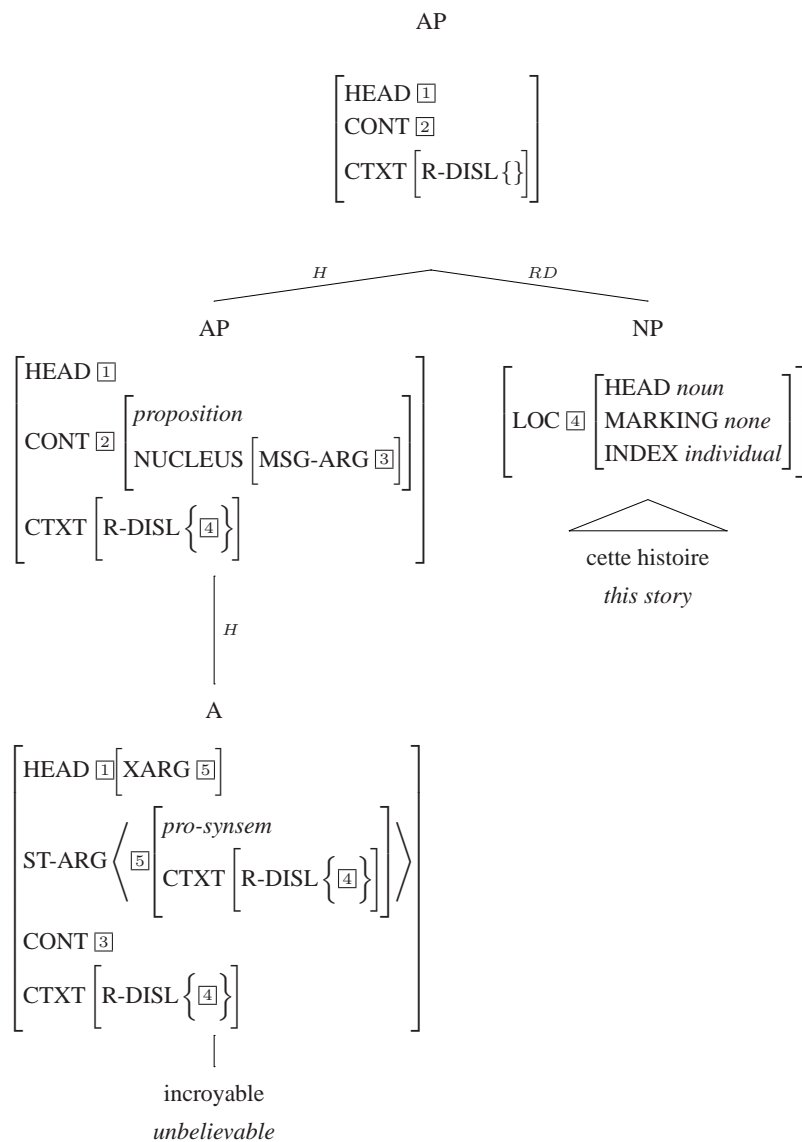 AP
HEAD 1
CONT 2
CTXT [R-DISL {}]
H
RD
AP
NP
HEAD 1
CONT 2 [proposition
NUCLEUS [MSG-ARG 3]]
CTXT [R-DISL {4}]
LOC 4 [HEAD noun
MARKING none
INDEX individual]
cette histoire
this story
H
A
HEAD 1 [XARG 5]
ST-ARG ⟨5 [pro-synsem
CTXT [R-DISL {4}]]⟩
CONT 3
CTXT [R-DISL {4}]
incroyable
unbelievable